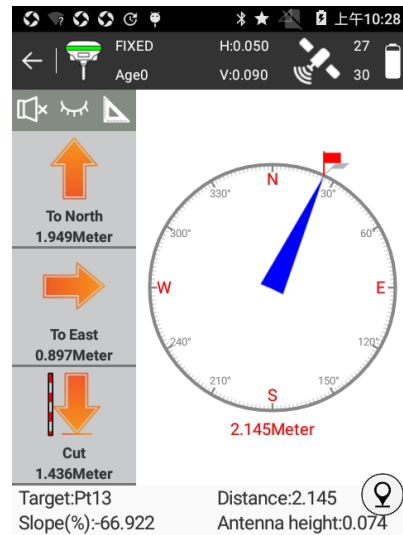 上午10:28
FIXED H:0.050 27
Age0 V:0.090 30
To North
1.949Meter
To East
0.897Meter
Cut
1.436Meter
N
330°
30°
300°
60°
W
E
240°
120°
210°
150°
S
2.145Meter
Target:Pt13 Distance:2.145
Slope(%):-66.922 Antenna height:0.074